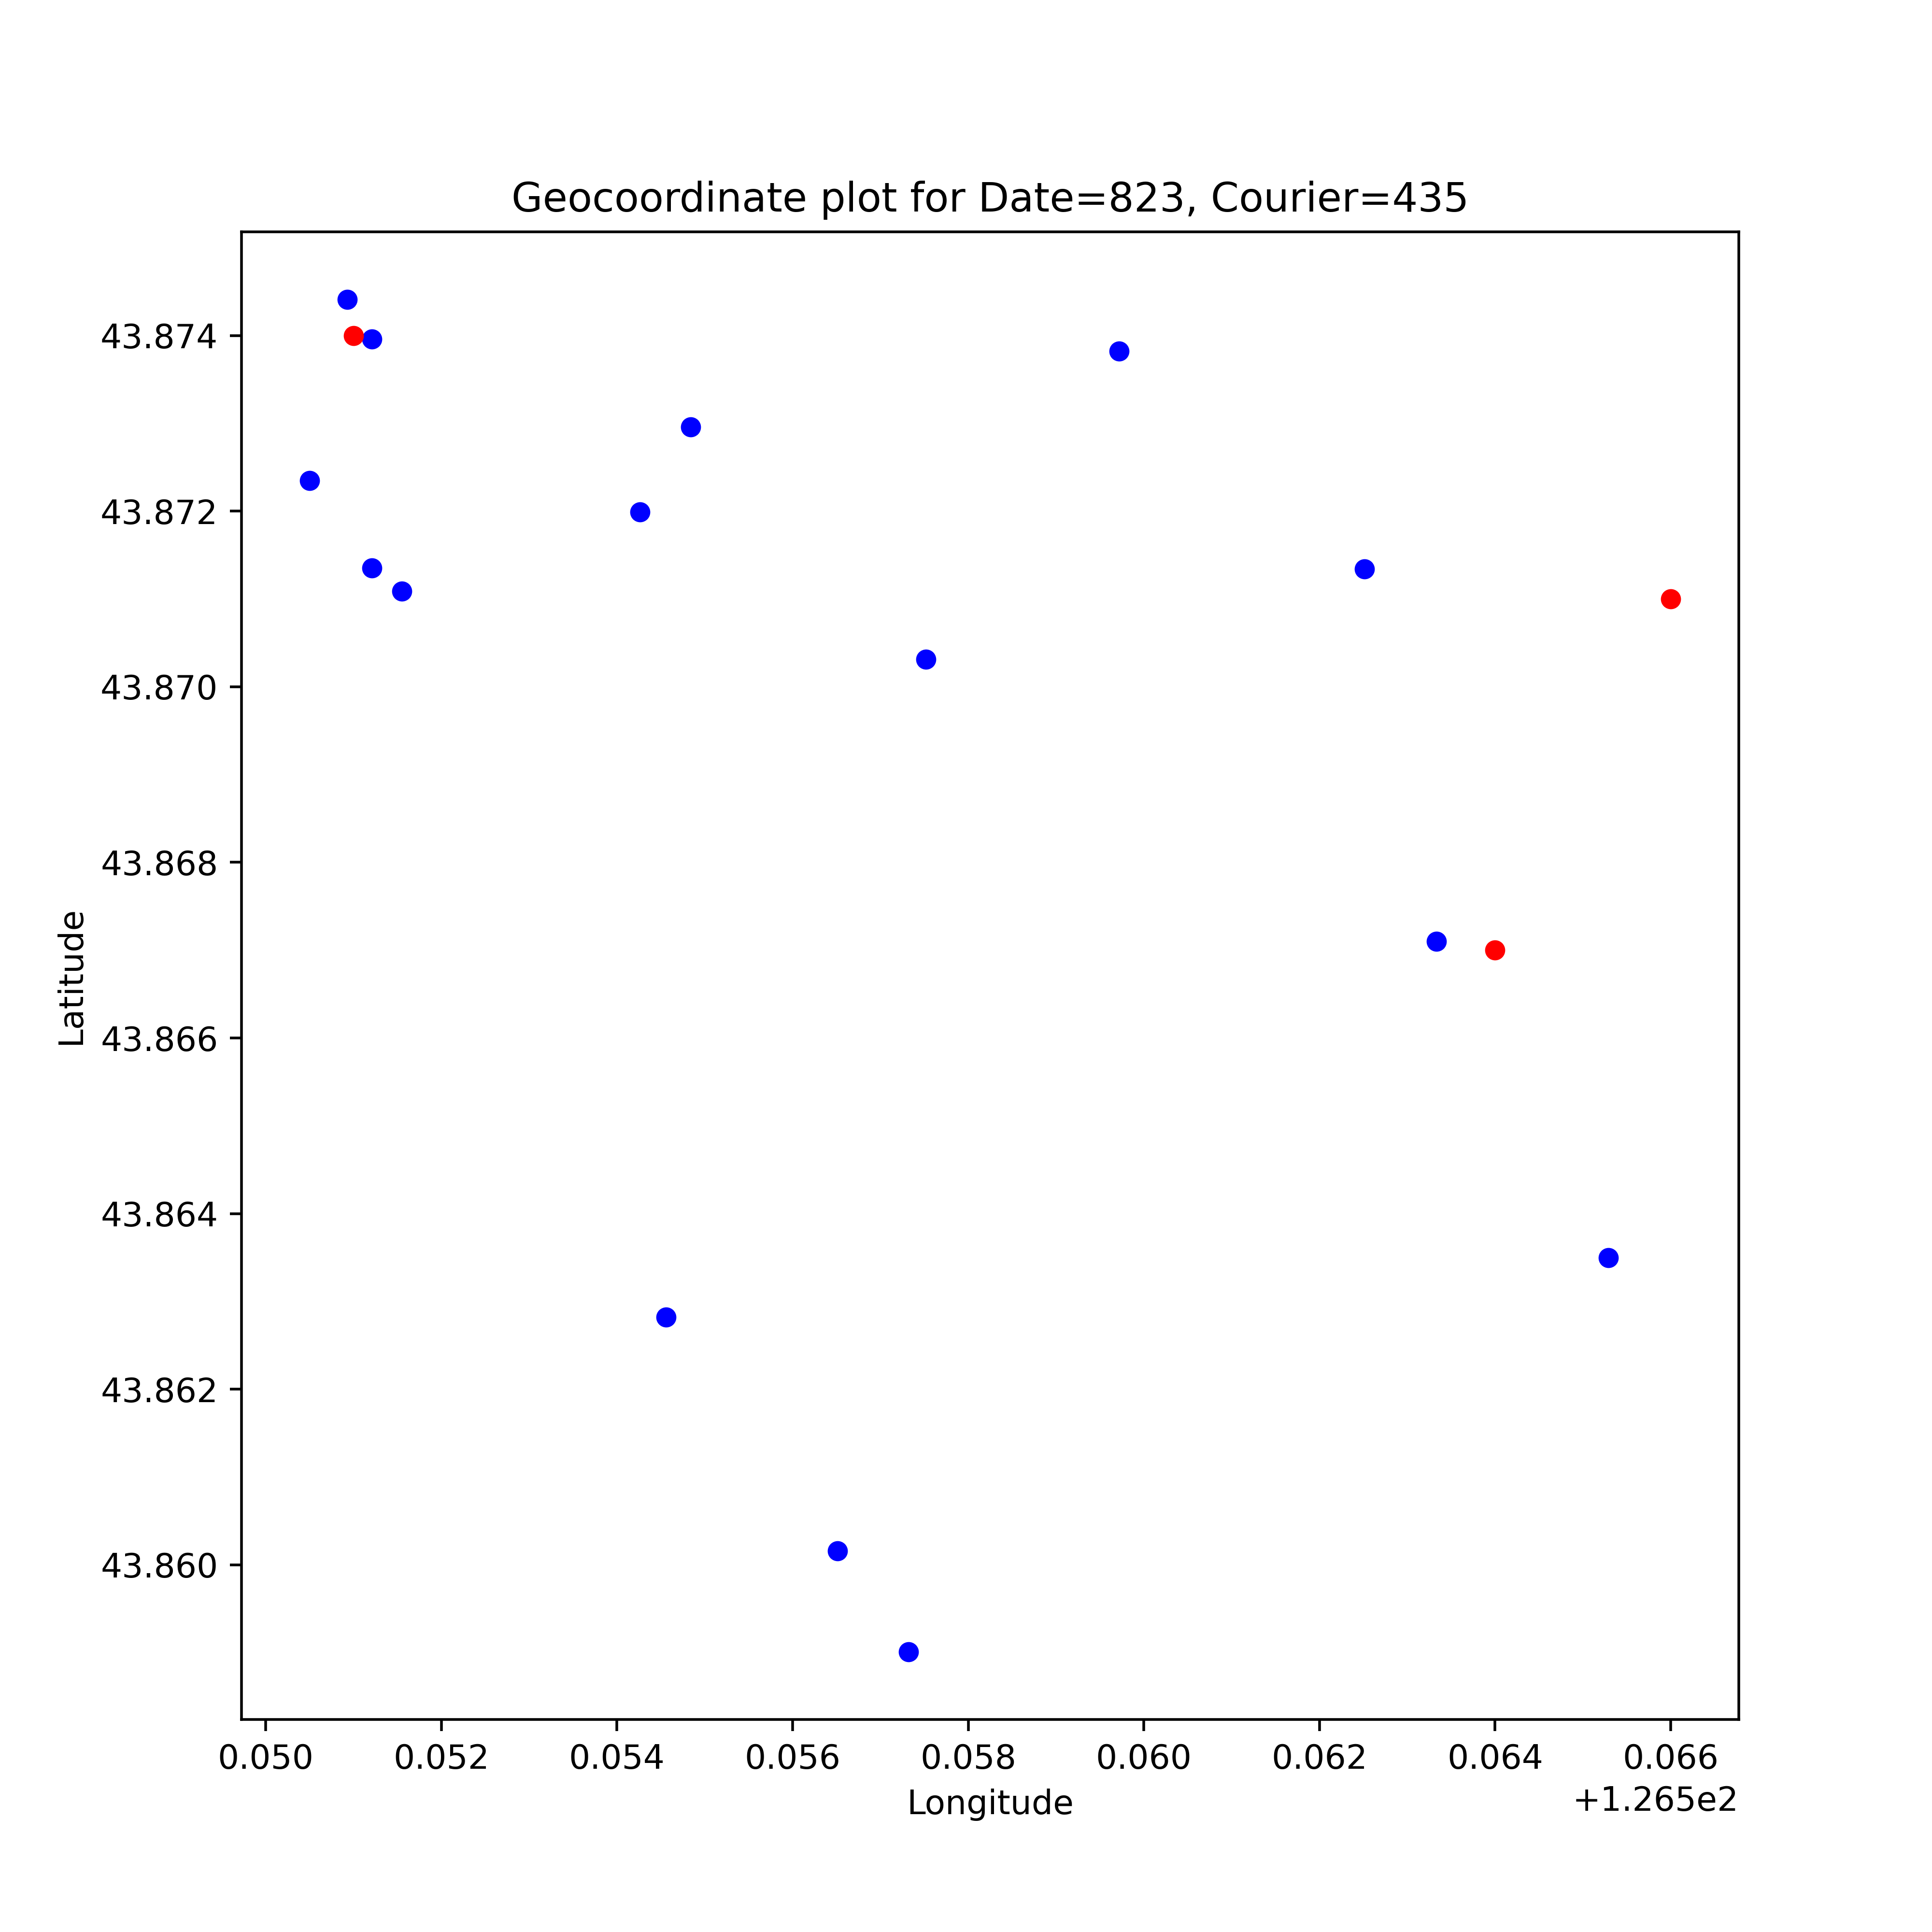 Geocoordinate plot for Date=823, Courier=435
43.874
43.872
43.870
43.868
43.866
43.864
43.862
43.860
Latitude
0.050 0.052 0.054 0.056 0.058 0.060 0.062 0.064 0.066
+1.265e2
Longitude